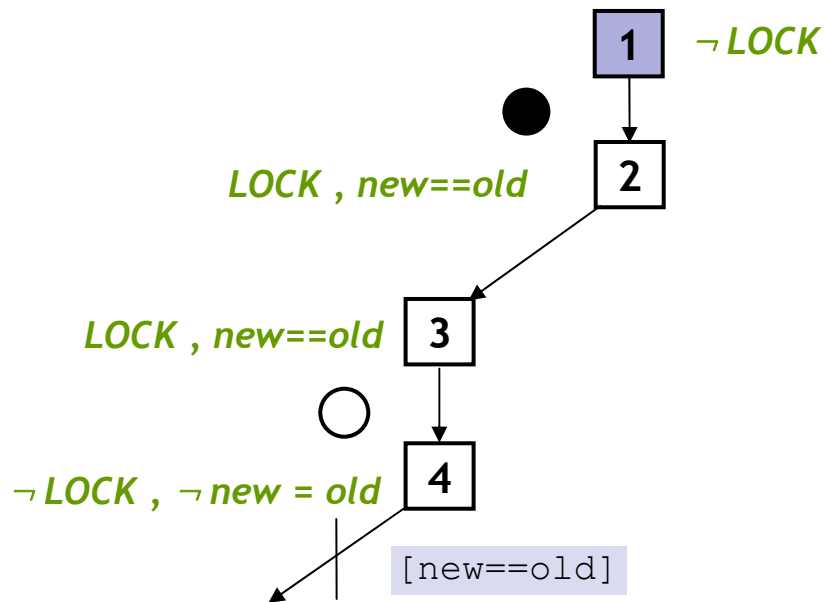 1 ¬ LOCK
LOCK , new==old 2
LOCK , new==old 3
¬ LOCK , ¬ new = old 4
[new==old]